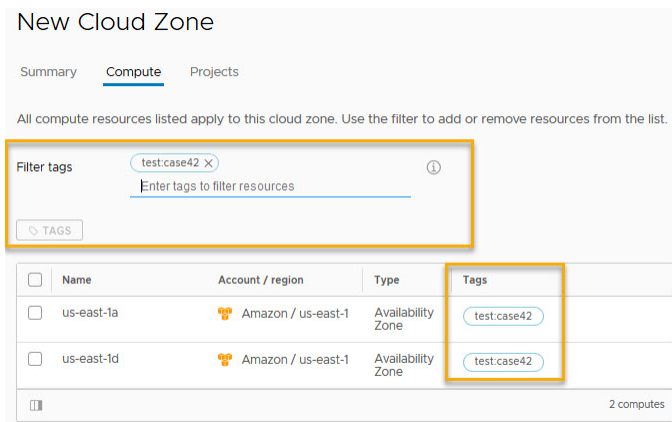 New Cloud Zone
Summary Compute Projects
All compute resources listed apply to this cloud zone. Use the filter to add or remove resources from the list.
Filter tags test:case42
Enter tags to filter resources
TAGS
Name Account / region Type Tags
us-east-1a Amazon / us-east-1 Availability Zone test:case42
us-east-1d Amazon / us-east-1 Availability Zone test:case42
2 computes